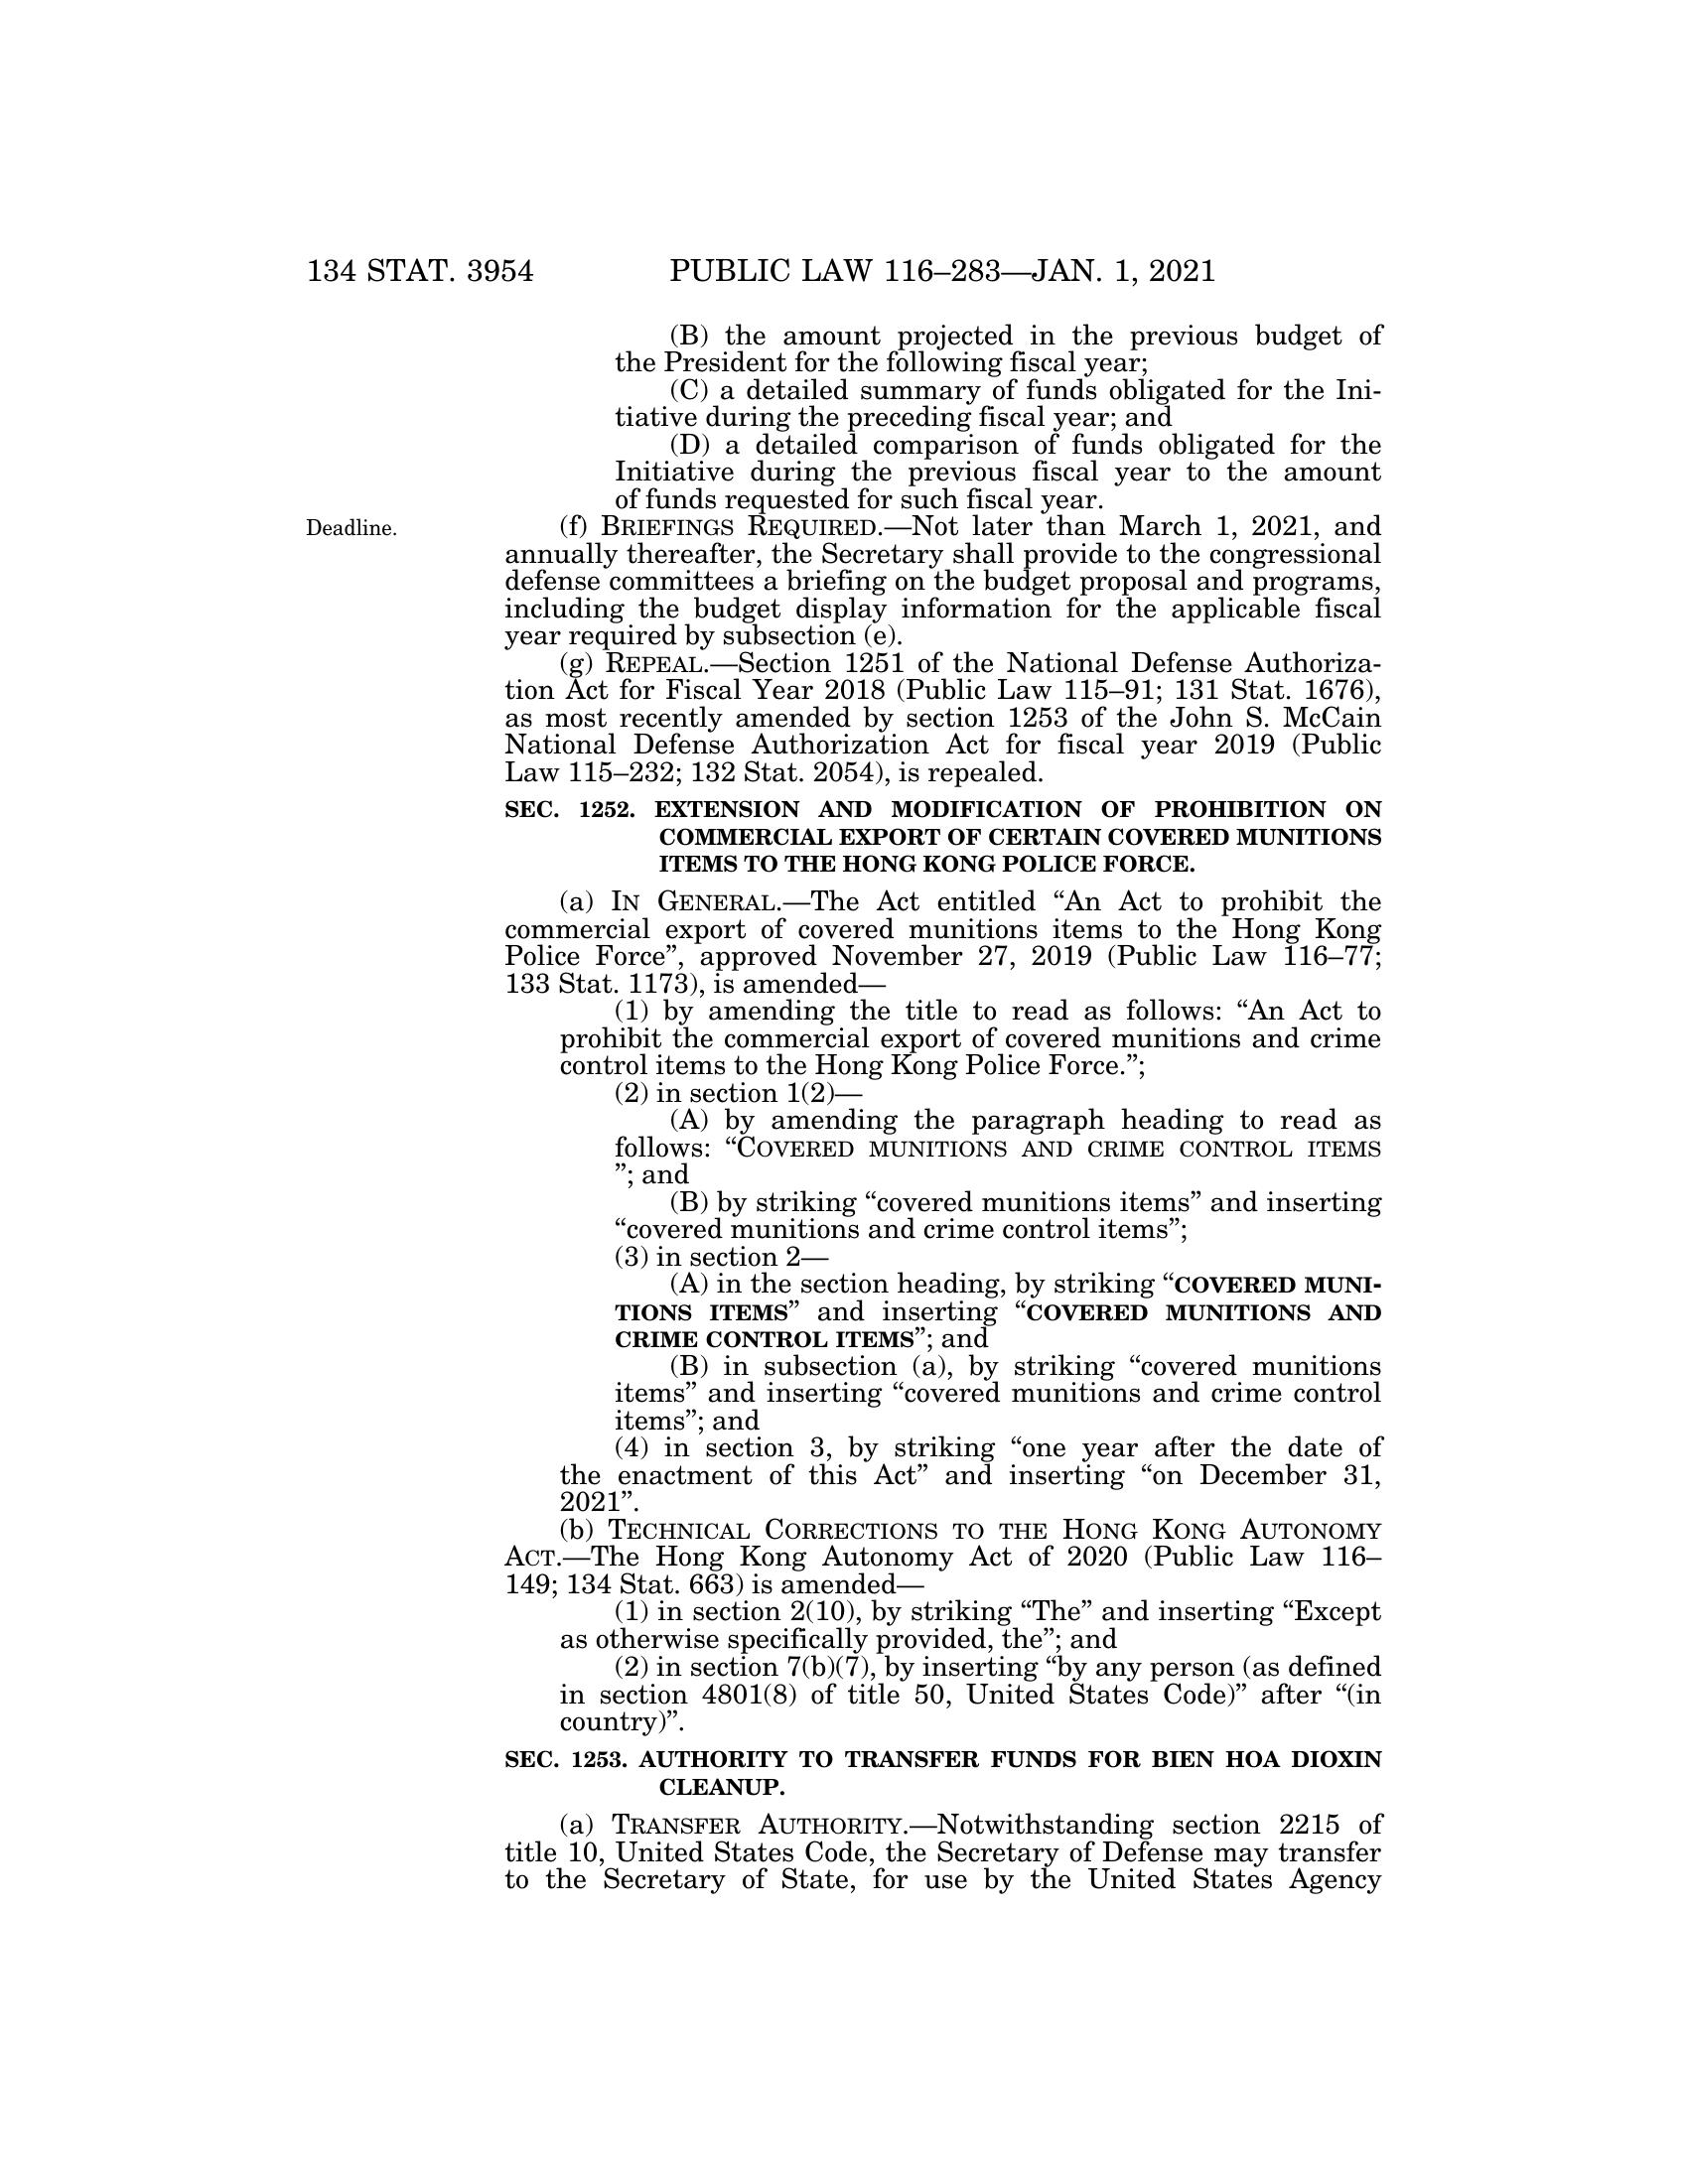 134 STAT. 3954 PUBLIC LAW 116–283—JAN. 1, 2021
(B) the amount projected in the previous budget of
the President for the following fiscal year;
(C) a detailed summary of funds obligated for the Ini-
tiative during the preceding fiscal year; and
(D) a detailed comparison of funds obligated for the
Initiative during the previous fiscal year to the amount
of funds requested for such fiscal year.
Deadline.
(f) BRIEFINGS REQUIRED.—Not later than March 1, 2021, and
annually thereafter, the Secretary shall provide to the congressional
defense committees a briefing on the budget proposal and programs,
including the budget display information for the applicable fiscal
year required by subsection (e).
(g) REPEAL.—Section 1251 of the National Defense Authoriza-
tion Act for Fiscal Year 2018 (Public Law 115–91; 131 Stat. 1676),
as most recently amended by section 1253 of the John S. McCain
National Defense Authorization Act for fiscal year 2019 (Public
Law 115–232; 132 Stat. 2054), is repealed.
SEC. 1252. EXTENSION AND MODIFICATION OF PROHIBITION ON
COMMERCIAL EXPORT OF CERTAIN COVERED MUNITIONS
ITEMS TO THE HONG KONG POLICE FORCE.
(a) IN GENERAL.—The Act entitled “An Act to prohibit the
commercial export of covered munitions items to the Hong Kong
Police Force”, approved November 27, 2019 (Public Law 116–77;
133 Stat. 1173), is amended—
(1) by amending the title to read as follows: “An Act to
prohibit the commercial export of covered munitions and crime
control items to the Hong Kong Police Force.”;
(2) in section 1(2)—
(A) by amending the paragraph heading to read as
follows: “COVERED MUNITIONS AND CRIME CONTROL ITEMS
”; and
(B) by striking “covered munitions items” and inserting
“covered munitions and crime control items”;
(3) in section 2—
(A) in the section heading, by striking “COVERED MUNI-
TIONS ITEMS” and inserting “COVERED MUNITIONS AND
CRIME CONTROL ITEMS”; and
(B) in subsection (a), by striking “covered munitions
items” and inserting “covered munitions and crime control
items”; and
(4) in section 3, by striking “one year after the date of
the enactment of this Act” and inserting “on December 31,
2021”.
(b) TECHNICAL CORRECTIONS TO THE HONG KONG AUTONOMY
ACT.—The Hong Kong Autonomy Act of 2020 (Public Law 116–
149; 134 Stat. 663) is amended—
(1) in section 2(10), by striking “The” and inserting “Except
as otherwise specifically provided, the”; and
(2) in section 7(b)(7), by inserting “by any person (as defined
in section 4801(8) of title 50, United States Code)” after “(in
country)”.
SEC. 1253. AUTHORITY TO TRANSFER FUNDS FOR BIEN HOA DIOXIN
CLEANUP.
(a) TRANSFER AUTHORITY.—Notwithstanding section 2215 of
title 10, United States Code, the Secretary of Defense may transfer
to the Secretary of State, for use by the United States Agency